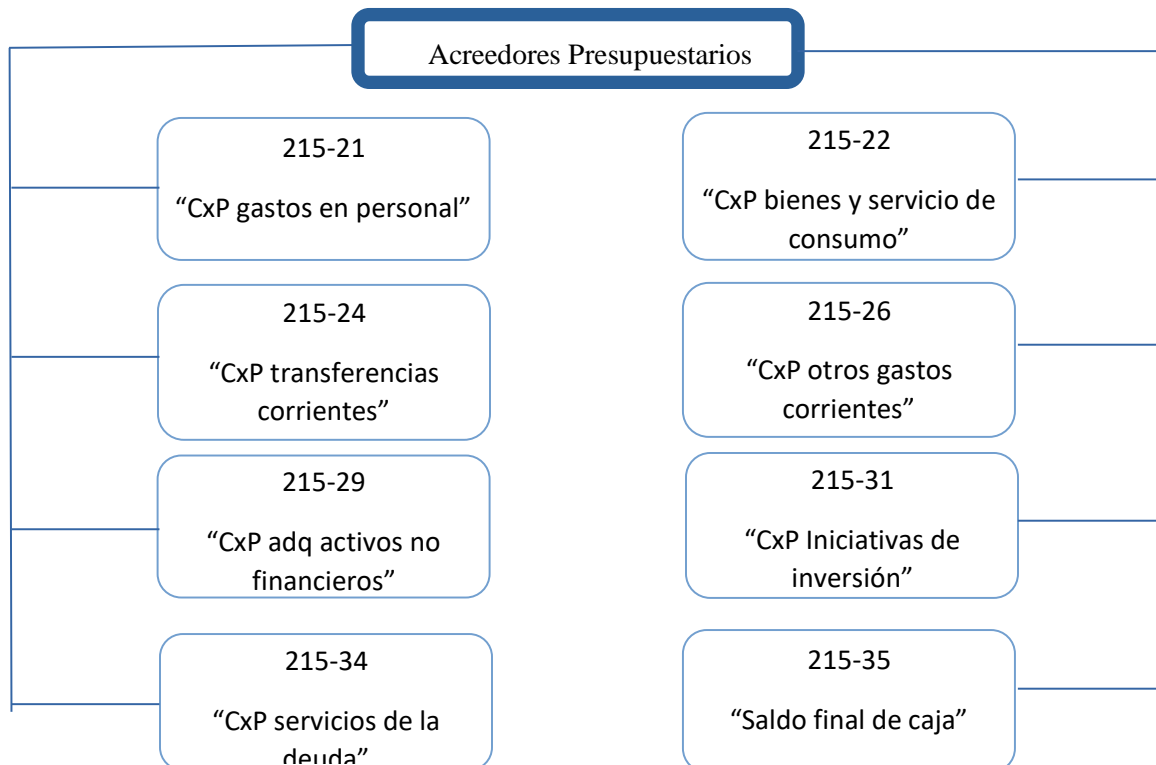 Acreedores Presupuestarios
215-21
“CxP gastos en personal”
215-22
“CxP bienes y servicio de
consumo”
215-24
“CxP transferencias
corrientes”
215-26
“CxP otros gastos
corrientes”
215-29
“CxP adq activos no
financieros”
215-31
“CxP Iniciativas de
inversión”
215-34
“CxP servicios de la
deuda”
215-35
“Saldo final de caja”